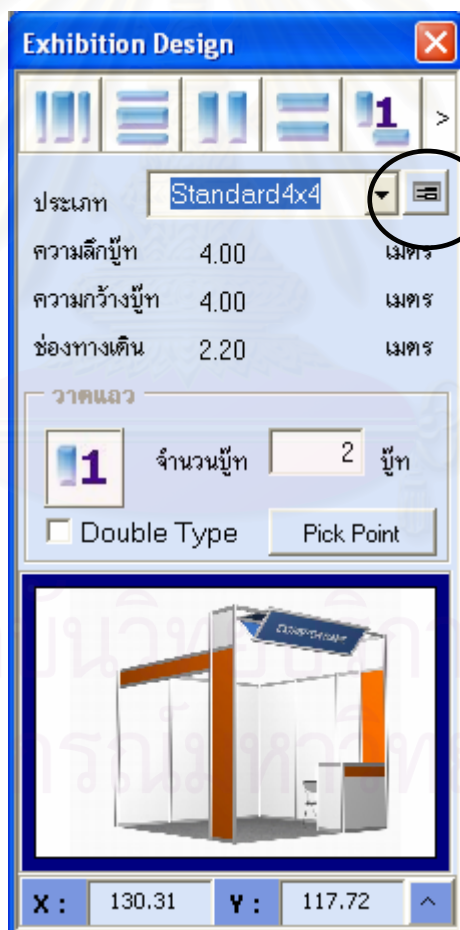 Exhibition Design
1 >
ประเภท Standard4x4
ความลึกบู๊ท 4.00 เมตร
ความกว้างบู๊ท 4.00 เมตร
ช่องทางเดิน 2.20 เมตร
วาดแถว
1 จำนวนบู๊ท 2 บู๊ท
Double Type Pick Point
X : 130.31 Y : 117.72 ^